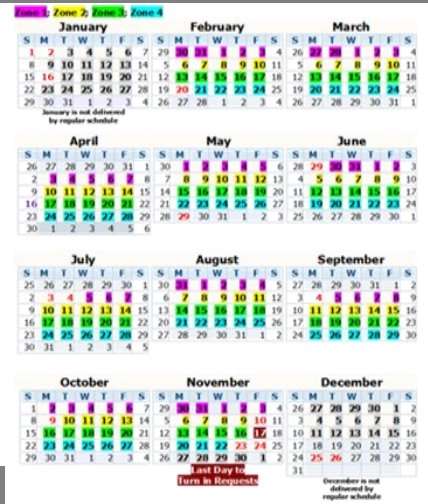 Zone 1; Zone 2; Zone 3; Zone 4
January
S M T W T F S
1 2 3 4 5 6 7
8 9 10 11 12 13 14
15 16 17 18 19 20 21
22 23 24 25 26 27 28
29 30 31 1 2 3 4
January is not delivered
by regular schedule
February
S M T W T F S
29 30 31 1 2 3 4
5 6 7 8 9 10 11
12 13 14 15 16 17 18
19 20 21 22 23 24 25
26 27 28 1 2 3 4
March
S M T W T F S
26 27 28 1 2 3 4
5 6 7 8 9 10 11
12 13 14 15 16 17 18
19 20 21 22 23 24 25
26 27 28 29 30 31 1
April
S M T W T F S
26 27 28 29 30 31 1
2 3 4 5 6 7 8
9 10 11 12 13 14 15
16 17 18 19 20 21 22
23 24 25 26 27 28 29
30 1 2 3 4 5 6
May
S M T W T F S
30 1 2 3 4 5 6
7 8 9 10 11 12 13
14 15 16 17 18 19 20
21 22 23 24 25 26 27
28 29 30 31 1 2 3
June
S M T W T F S
28 29 30 31 1 2 3
4 5 6 7 8 9 10
11 12 13 14 15 16 17
18 19 20 21 22 23 24
25 26 27 28 29 30 1
July
S M T W T F S
25 26 27 28 29 30 1
2 3 4 5 6 7 8
9 10 11 12 13 14 15
16 17 18 19 20 21 22
23 24 25 26 27 28 29
30 31 1 2 3 4 5
August
S M T W T F S
30 31 1 2 3 4 5
6 7 8 9 10 11 12
13 14 15 16 17 18 19
20 21 22 23 24 25 26
27 28 29 30 31 1 2
September
S M T W T F S
27 28 29 30 31 1 2
3 4 5 6 7 8 9
10 11 12 13 14 15 16
17 18 19 20 21 22 23
24 25 26 27 28 29 30
October
S M T W T F S
1 2 3 4 5 6 7
8 9 10 11 12 13 14
15 16 17 18 19 20 21
22 23 24 25 26 27 28
29 30 31 1 2 3 4
November
S M T W T F S
29 30 31 1 2 3 4
5 6 7 8 9 10 11
12 13 14 15 16 17 18
19 20 21 22 23 24 25
26 27 28 29 30 1 2
Last Day to
Turn in Requests
December
S M T W T F S
26 27 28 29 30 1 2
3 4 5 6 7 8 9
10 11 12 13 14 15 16
17 18 19 20 21 22 23
24 25 26 27 28 29 30
31
December is not
delivered by
regular schedule